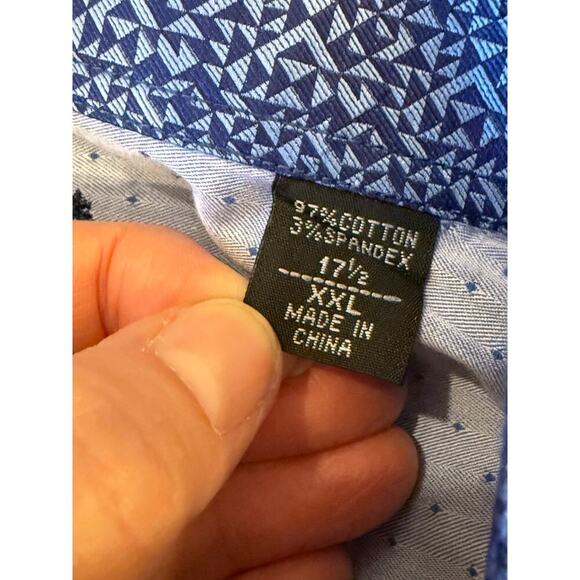 97% COTTON
3% SPANDEX
17½
XXL
MADE IN
CHINA